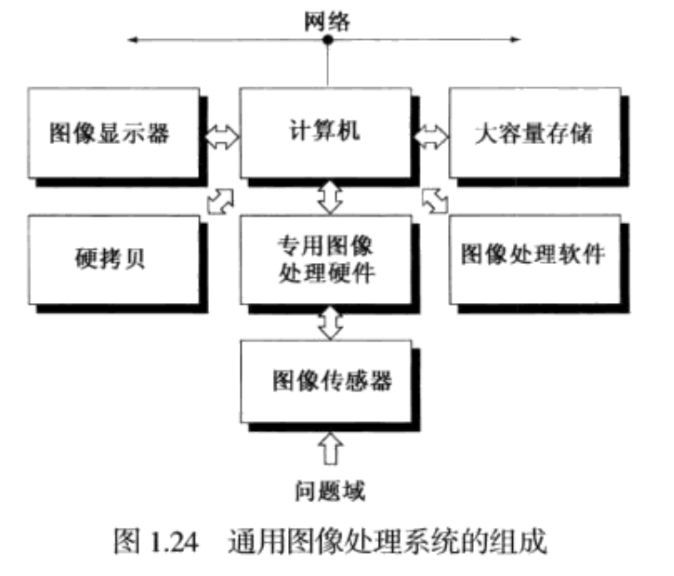 网络
图像显示器
计算机
大容量存储
硬拷贝
专用图像
处理硬件
图像处理软件
图像传感器
问题域
图 1.24 通用图像处理系统的组成